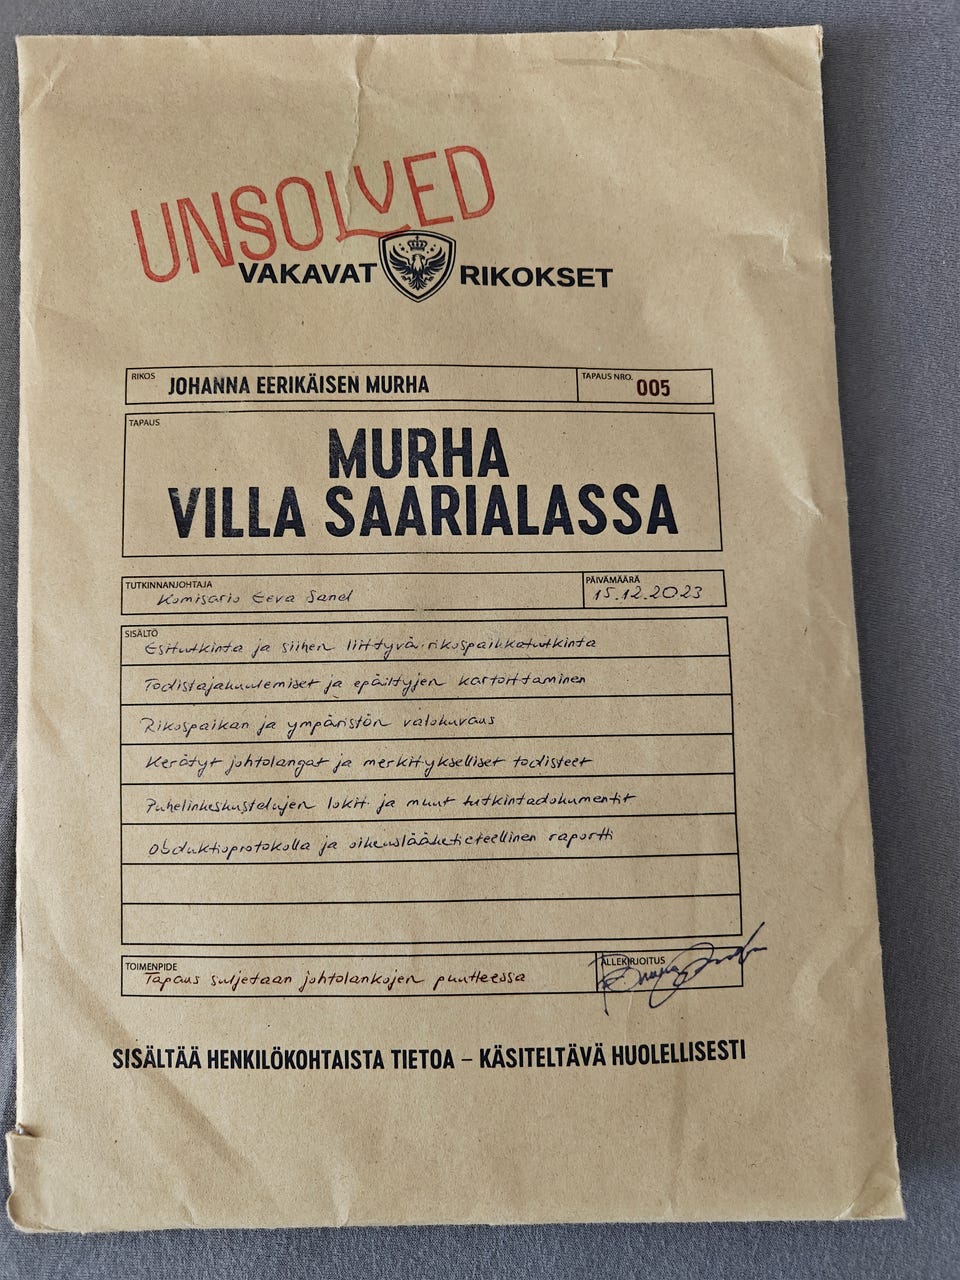 UNSOLVED
VAKAVAT RIKOKSET
RIKOS JOHANNA EERIKÄISEN MURHA TAPAUS NRO. 005
TAPAUS
MURHA
VILLA SAARIALASSA
TUTKINNANJOHTAJA PÄIVÄMÄÄRÄ
Komisario Eeva Sand 15.12.2023
SISÄLTÖ
Esitutkinta ja siihen liittyvä rikospaikkatutkinta
Todistajakuulemiset ja epäiltyjen kartoittaminen
Rikospaikan ja ympäristön valokuvaus
Kerätyt johtolangat ja merkitykselliset todisteet
Puhelinkeskustelujen lokit ja muut tutkintadokumentit
Obduktioprotokolla ja oikeuslääketieteellinen raportti
TOIMENPIDE ALLEKIRJOITUS
Tapaus suljetaan johtolankojen puutteessa
SISÄLTÄÄ HENKILÖKOHTAISTA TIETOA – KÄSITELTÄVÄ HUOLELLISESTI